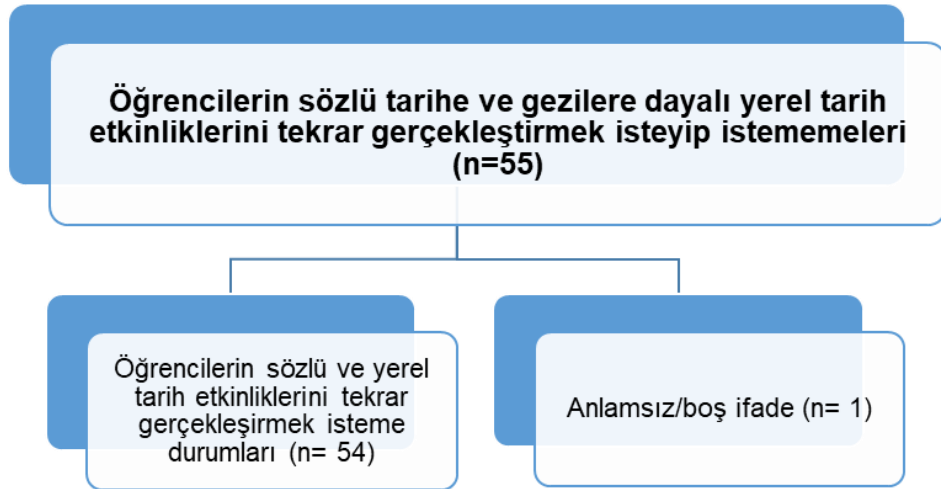 Öğrencilerin sözlü tarihe ve gezilere dayalı yerel tarih
etkinliklerini tekrar gerçekleştirmek isteyip istememeleri
(n=55)
Öğrencilerin sözlü ve yerel
tarih etkinliklerini tekrar
gerçekleşirmek isteme
durumları (n= 54)
Anlamsız/boş ifade (n= 1)